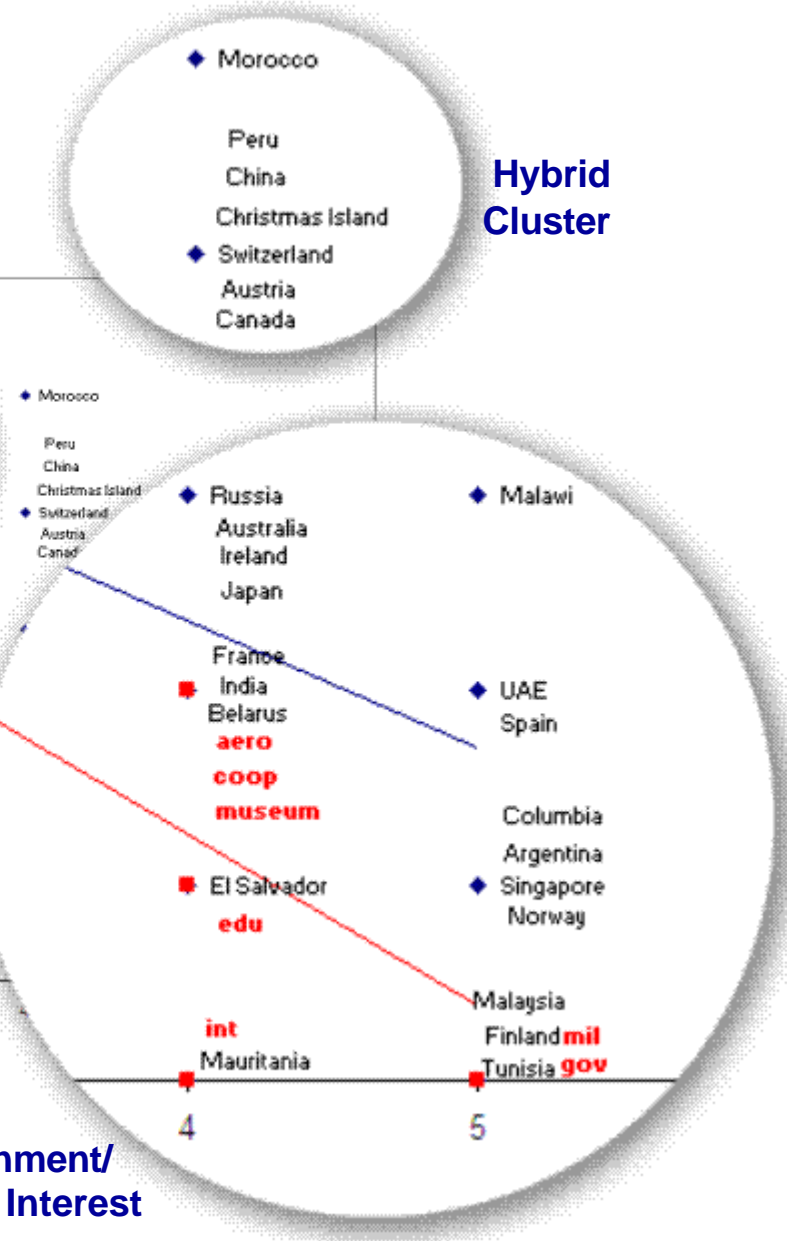 Morocco
Peru
China
Christmas Island
Switzerland
Austria
Canada
Hybrid
Cluster
Morocco
Peru
China
Christmas Island
Switzerland
Austria
Canad
Russia
Australia
Ireland
Japan
France
India
Belarus
aero
coop
museum
El Salvador
edu
int
Mauritania
Malawi
UAE
Spain
Columbia
Argentina
Singapore
Norway
Malaysia
Finland mil
Tunisia gov
4
5
nment/
Interest